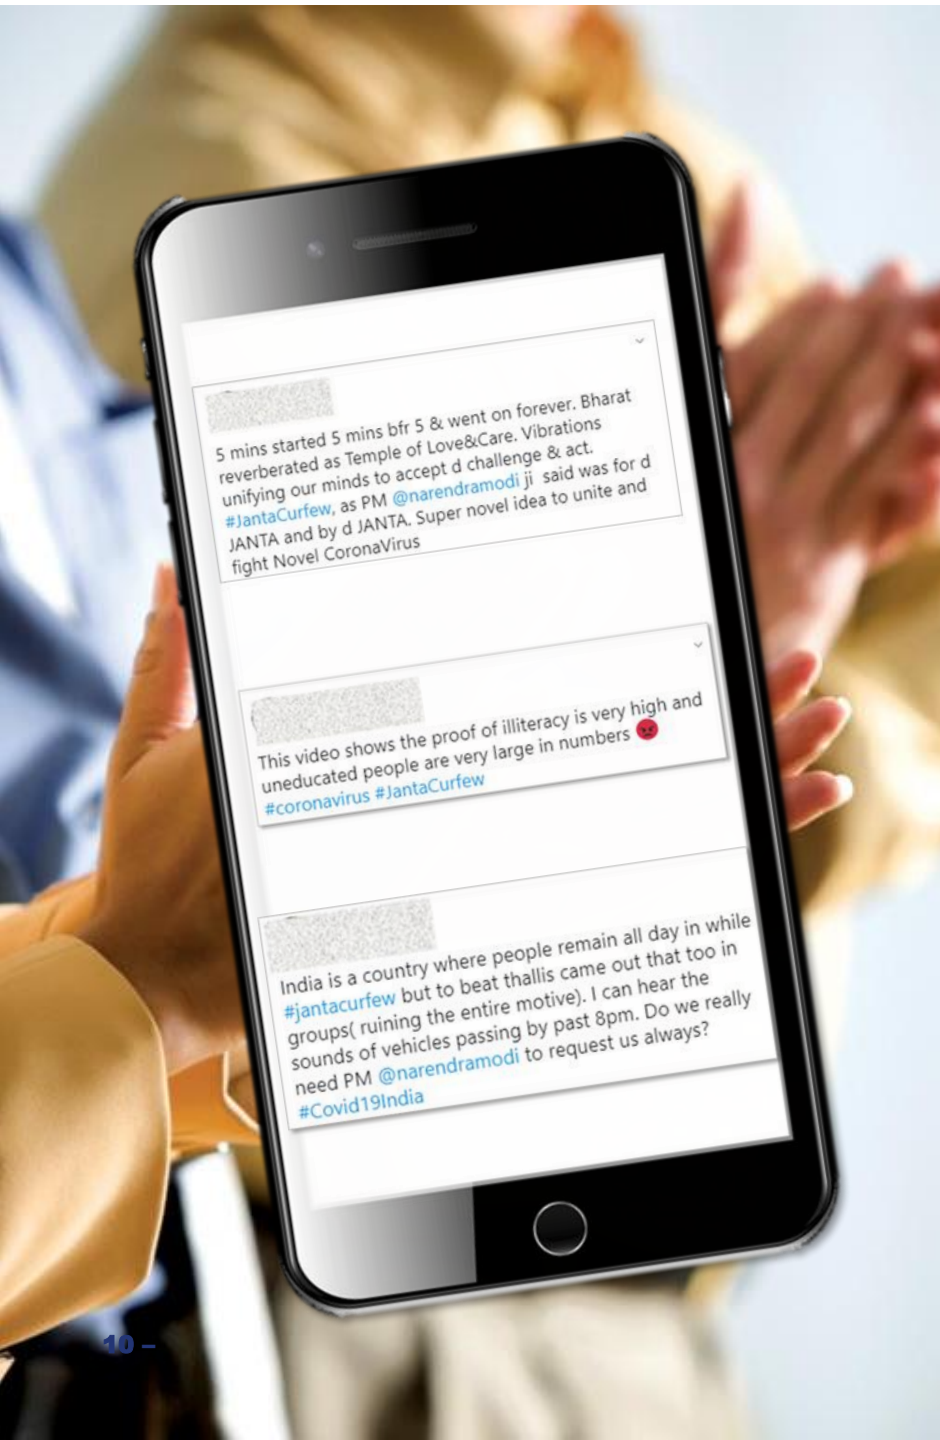 5 mins started 5 mins bfr 5 & went on forever. Bharat
reverberated as Temple of Love&Care. Vibrations
unifying our minds to accept d challenge & act.
#JantaCurfew, as PM @narendramodi ji said was for d
JANTA and by d JANTA. Super novel idea to unite and
fight Novel CoronaVirus
This video shows the proof of illiteracy is very high and
uneducated people are very large in numbers 😡
#coronavirus #JantaCurfew
India is a country where people remain all day in while
#jantacurfew but to beat thallis came out that too in
groups( ruining the entire motive). I can hear the
sounds of vehicles passing by past 8pm. Do we really
need PM @narendramodi to request us always?
#Covid19India
10 –